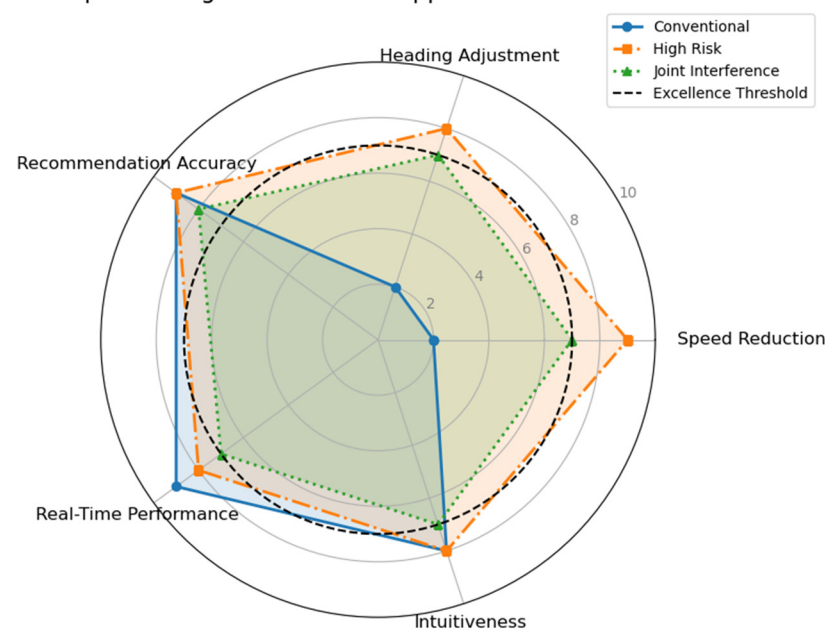 Conventional
High Risk
Joint Interference
Excellence Threshold
Heading Adjustment
Recommendation Accuracy
Speed Reduction
Real-Time Performance
Intuitiveness
2
4
6
8
10